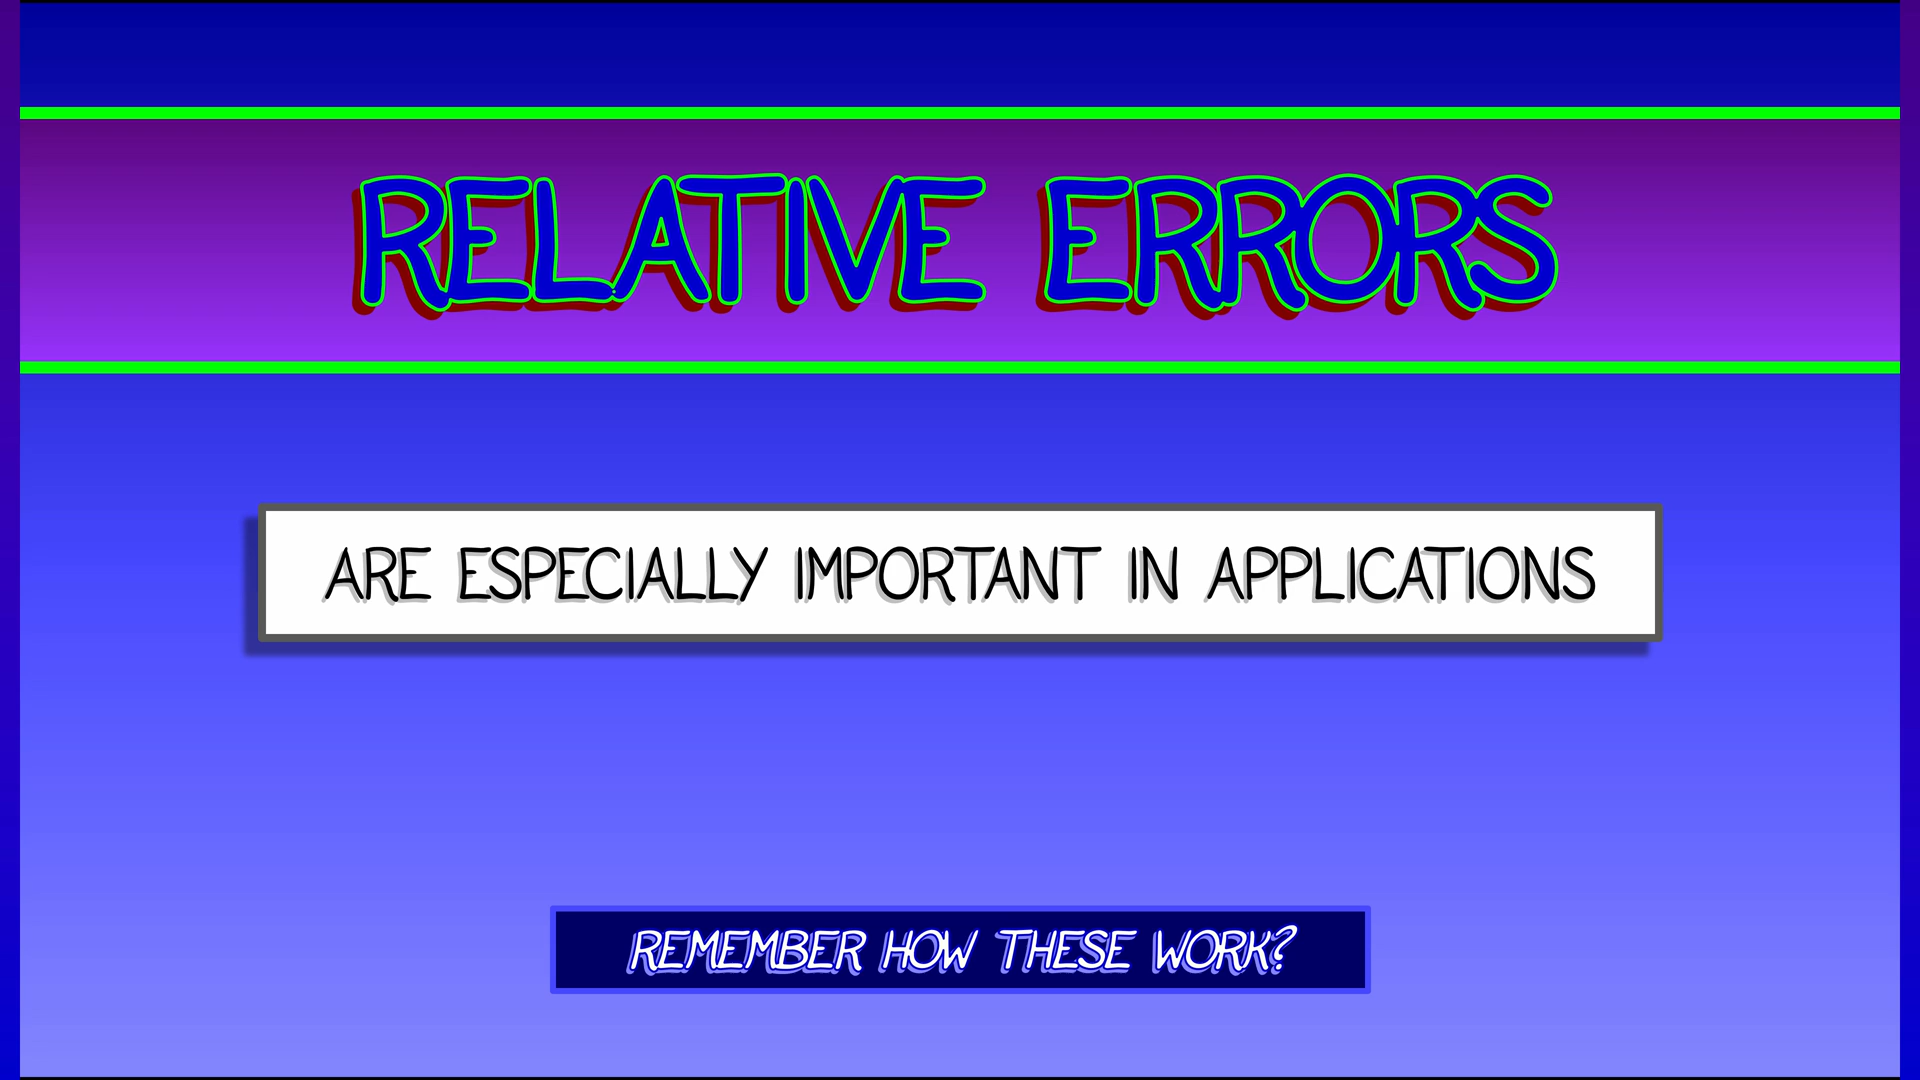 RELATIVE ERRORS
ARE ESPECIALLY IMPORTANT IN APPLICATIONS
REMEMBER HOW THESE WORK?